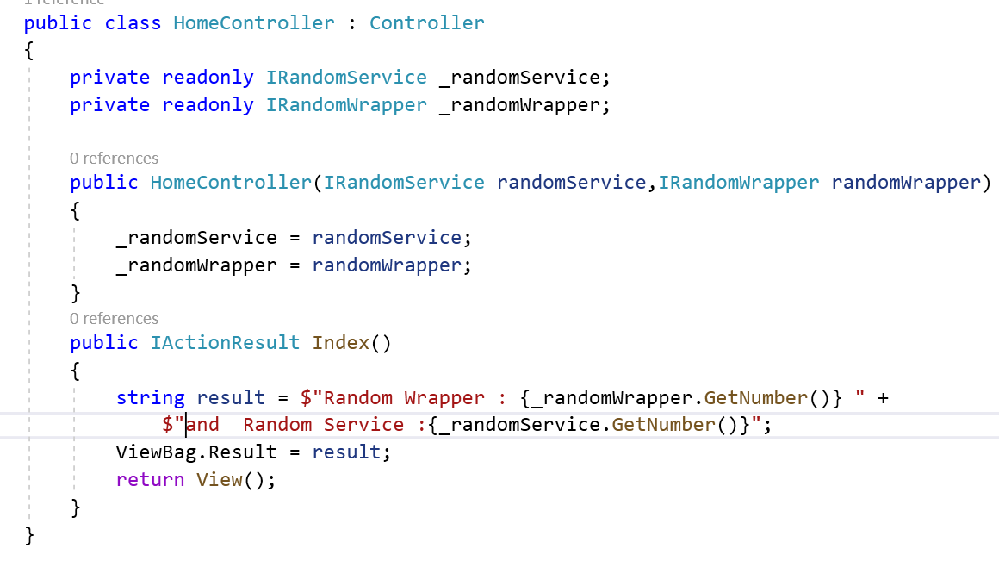 1 reference
public class HomeController : Controller
{
private readonly IRandomService _randomService;
private readonly IRandomWrapper _randomWrapper;
0 references
public HomeController(IRandomService randomService,IRandomWrapper randomWrapper)
{
_randomService = randomService;
_randomWrapper = randomWrapper;
}
0 references
public IActionResult Index()
{
string result = $"Random Wrapper : {_randomWrapper.GetNumber()} " +
$"and  Random Service :{_randomService.GetNumber()}";
ViewBag.Result = result;
return View();
}
}